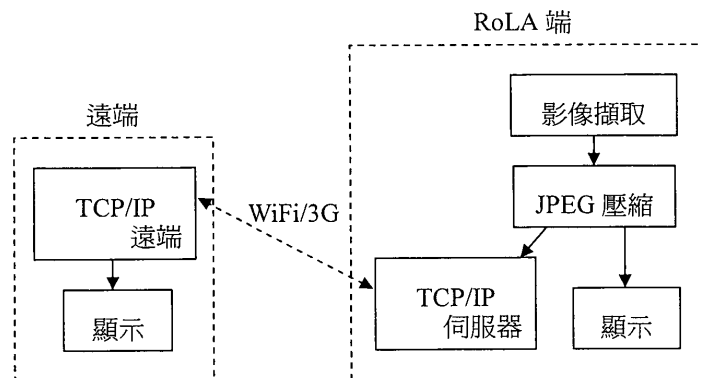 RoLA 端
影像擷取
遠端
JPEG 壓縮
TCP/IP
遠端
WiFi/3G
TCP/IP
伺服器
顯示
顯示